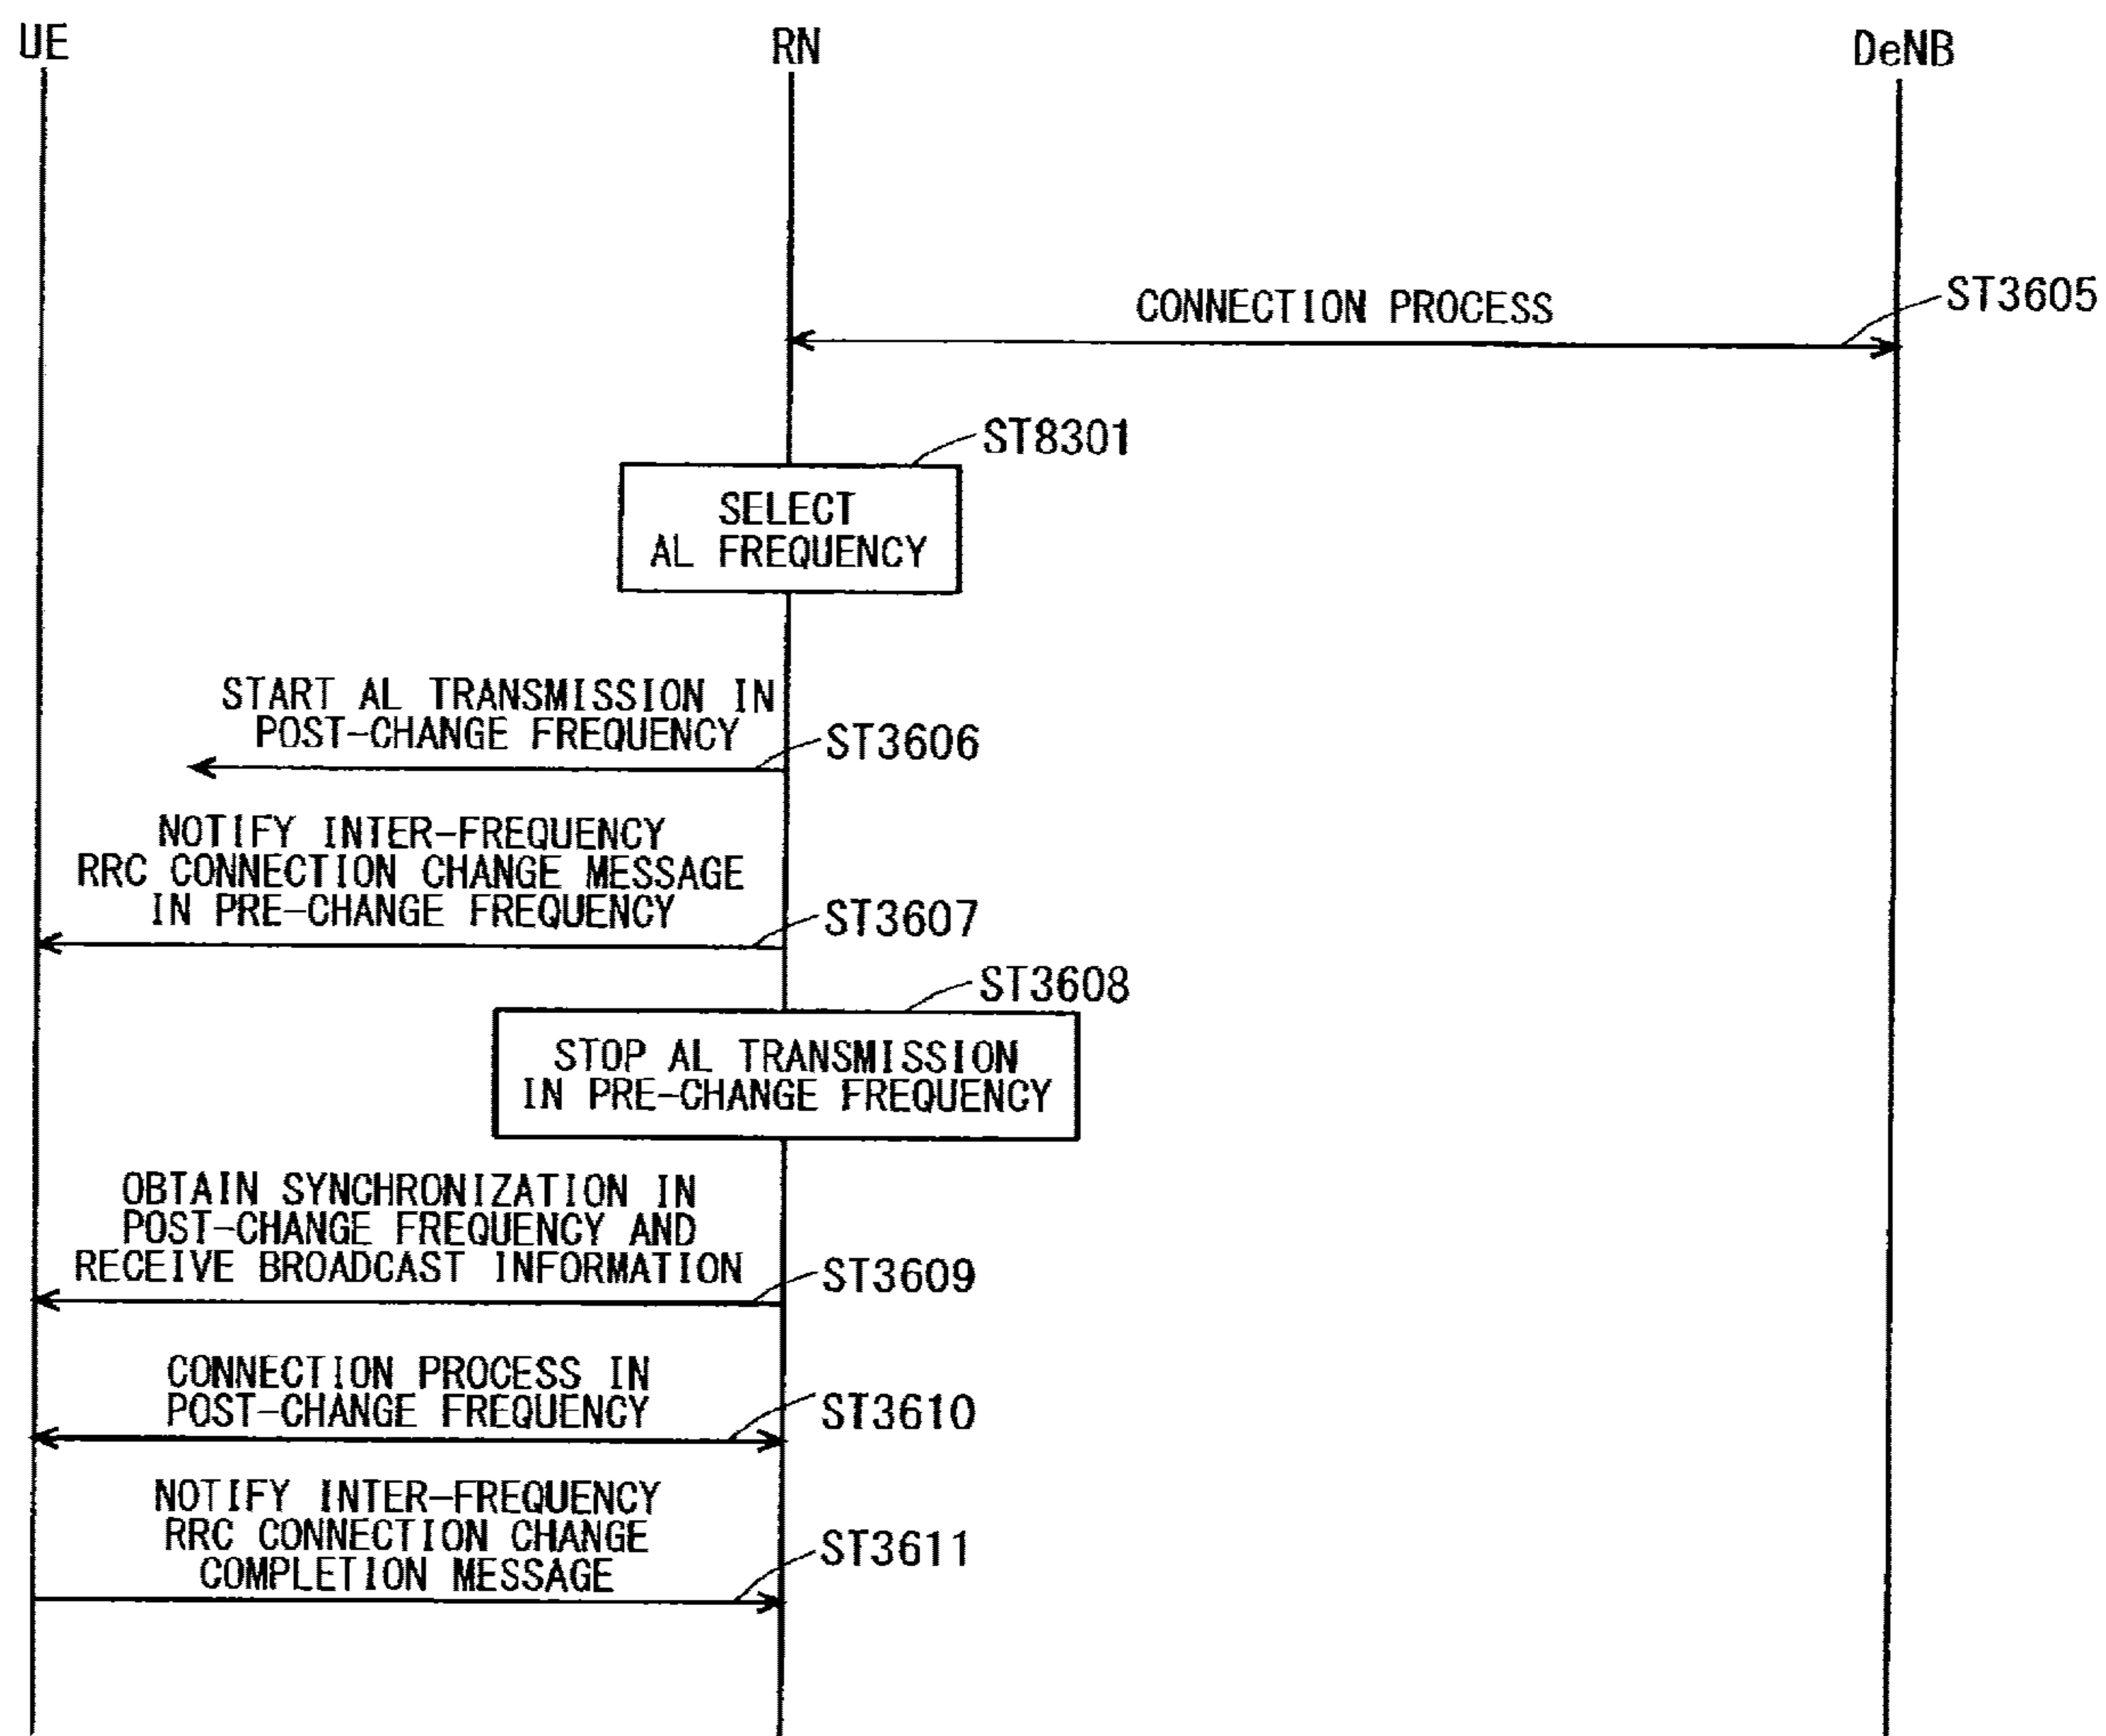 UE
RN
DeNB
CONNECTION PROCESS
ST3605
ST8301
SELECT
AL FREQUENCY
START AL TRANSMISSION IN
POST-CHANGE FREQUENCY
ST3606
NOTIFY INTER-FREQUENCY
RRC CONNECTION CHANGE MESSAGE
IN PRE-CHANGE FREQUENCY
ST3607
ST3608
STOP AL TRANSMISSION
IN PRE-CHANGE FREQUENCY
OBTAIN SYNCHRONIZATION IN
POST-CHANGE FREQUENCY AND
RECEIVE BROADCAST INFORMATION
ST3609
CONNECTION PROCESS IN
POST-CHANGE FREQUENCY
ST3610
NOTIFY INTER-FREQUENCY
RRC CONNECTION CHANGE
COMPLETION MESSAGE
ST3611